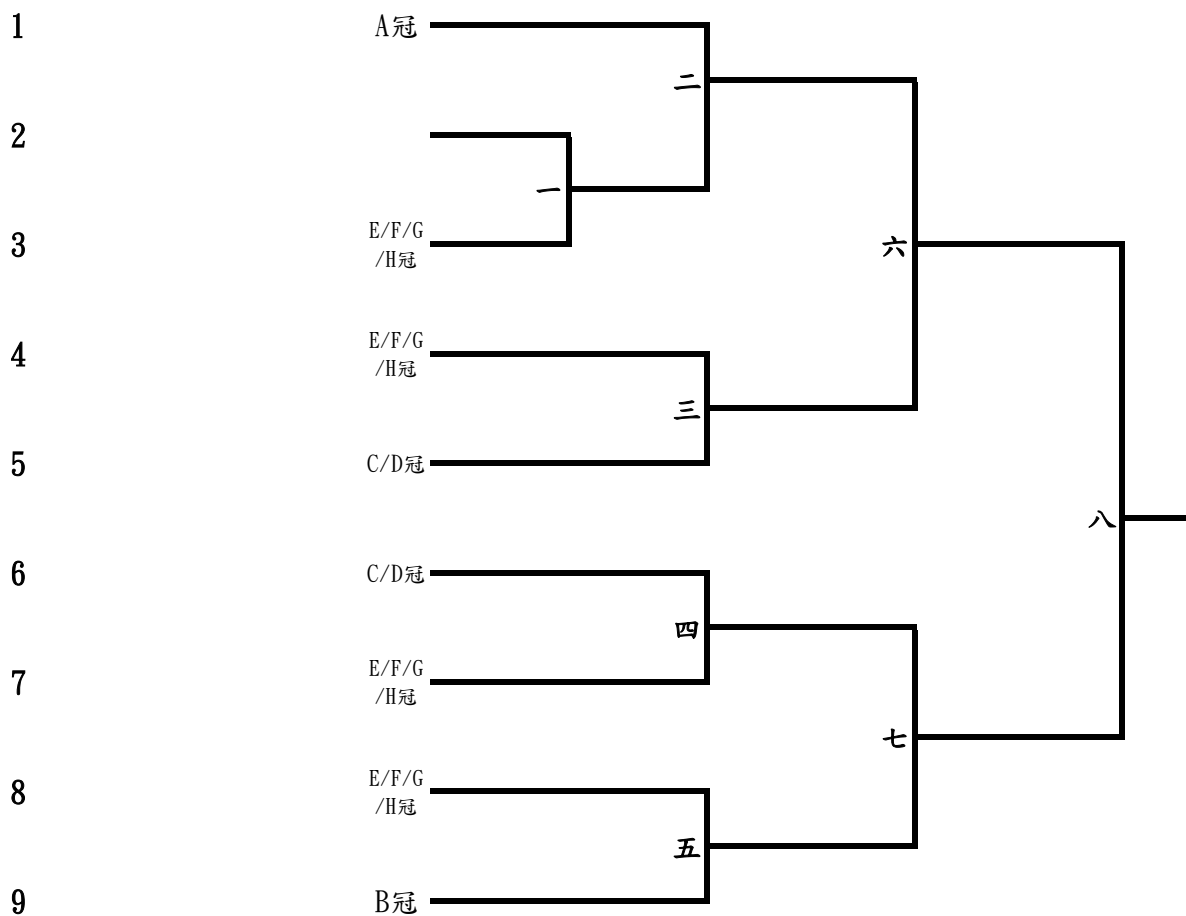 1 A冠
二
2
一
3 E/F/G
/H冠
六
4 E/F/G
/H冠
三
5 C/D冠
八
6 C/D冠
四
7 E/F/G
/H冠
七
8 E/F/G
/H冠
五
9 B冠